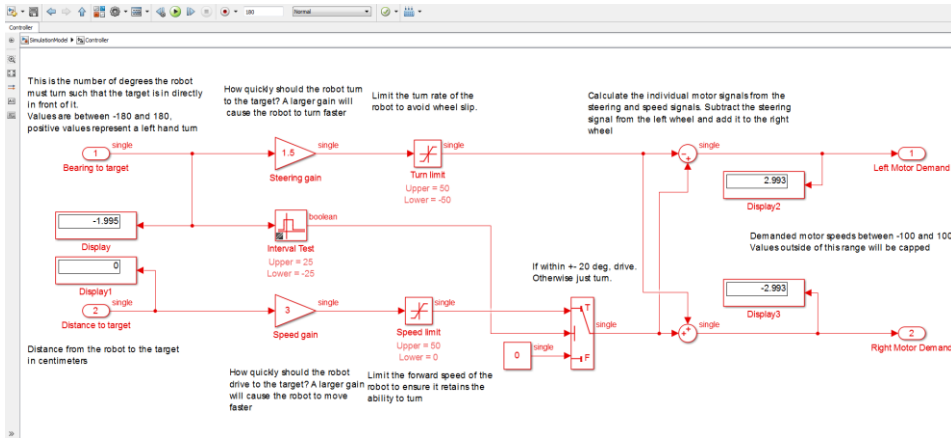 180
Normal
Controller
SimulationModel
Controller
This is the number of degrees the robot
must turn such that the target is in directly
in front of it.
Values are between -180 and 180,
positive values represent a left hand turn
How quickly should the robot turn
to the target? A larger gain will
cause the robot to turn faster
Limit the turn rate of the
robot to avoid wheel slip.
Calculate the individual motor signals from the
steering and speed signals. Subtract the steering
signal from the left wheel and add it to the right
wheel
1
single
Bearing to target
1.5
single
Steering gain
single
Turn limit
Upper = 50
Lower = -50
single
1
Left Motor Demand
2.993
Display2
-1.995
Display
boolean
Interval Test
Upper = 25
Lower = -25
Demanded motor speeds between -100 and 100
Values outside of this range will be capped
0
Display1
If within +- 20 deg, drive.
Otherwise just turn.
-2.993
Display3
2
single
Distance to target
3
single
Speed gain
single
Speed limit
Upper = 50
Lower = 0
T
F
single
0
single
single
2
Right Motor Demand
Distance from the robot to the target
in centimeters
How quickly should the robot
drive to the target? A larger gain
will cause the robot to move
faster
Limit the forward speed of the
robot to ensure it retains the
ability to turn